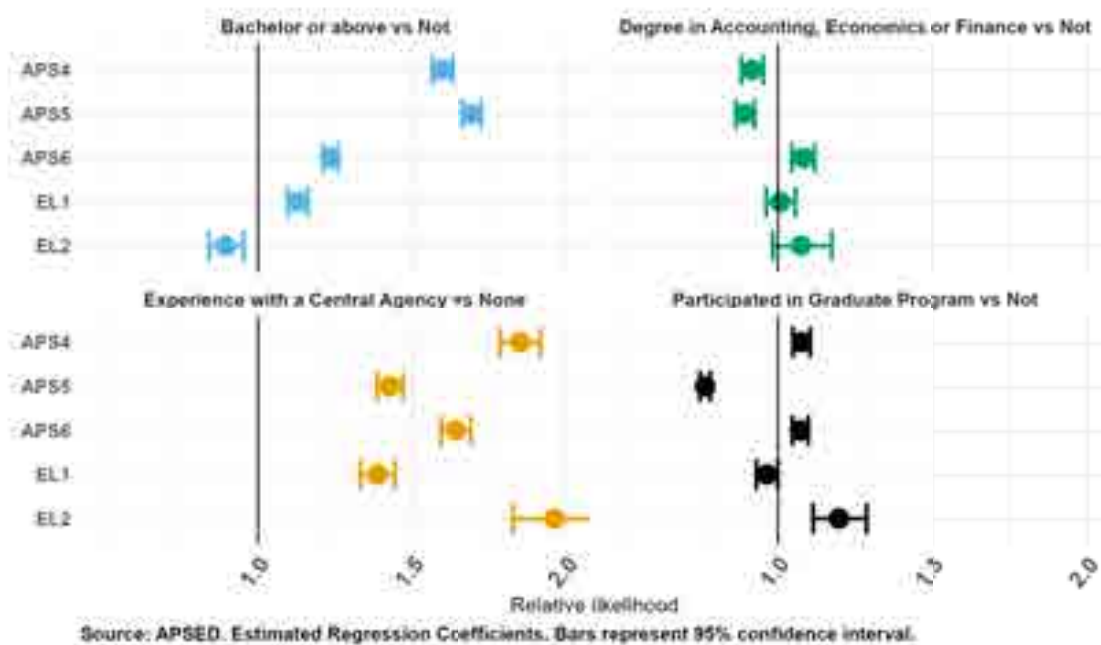 Bachelor or above vs Not
Degree in Accounting, Economics or Finance vs Not
APS4
APS5
APS6
EL1
EL2
Experience with a Central Agency vs None
Participated in Graduate Program vs Not
APS4
APS5
APS6
EL1
EL2
1.0 1.5 2.0 1.0 1.5 2.0
Relative likelihood
Source: APSED. Estimated Regression Coefficients. Bars represent 95% confidence interval.